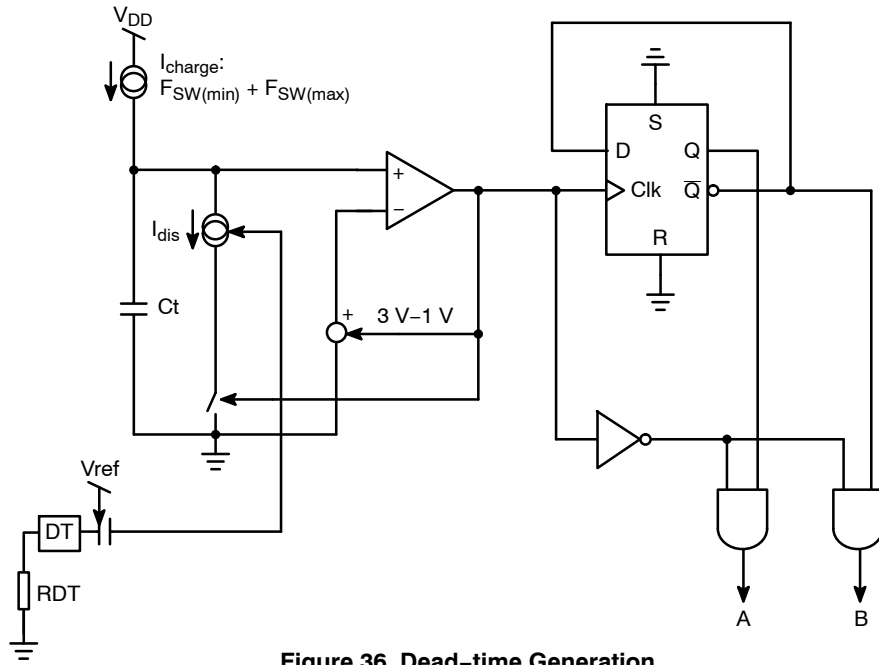 VDD
Icharge:
FSW(min) + FSW(max)
S
D
Q
+
Clk
Q̅
−
Idis
R
+
3 V−1 V
Ct
Vref
DT
RDT
A
B
Figure 36. Dead−time Generation